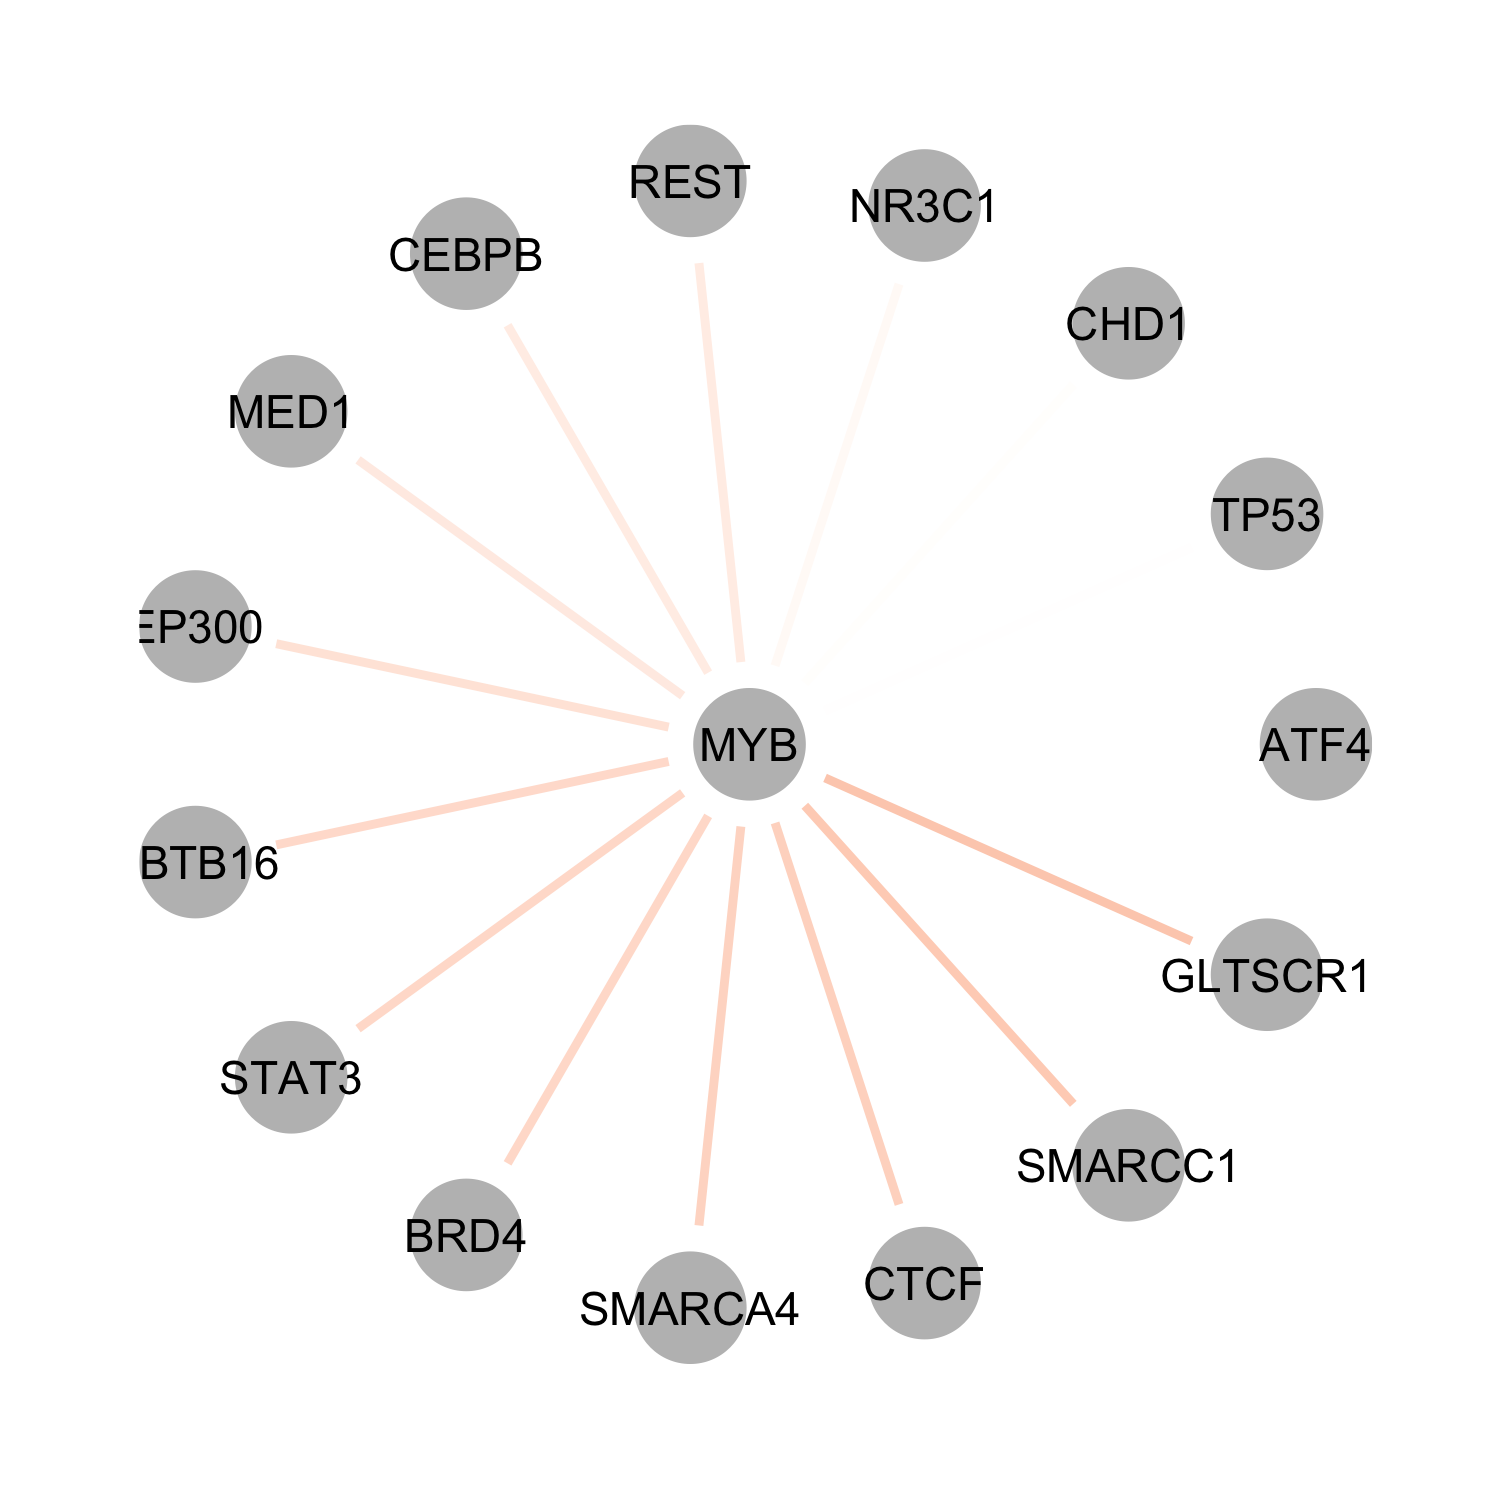 REST
NR3C1
CEBPB
CHD1
MED1
TP53
EP300
MYB
ATF4
BTB16
GLTSCR1
STAT3
SMARCC1
BRD4
CTCF
SMARCA4